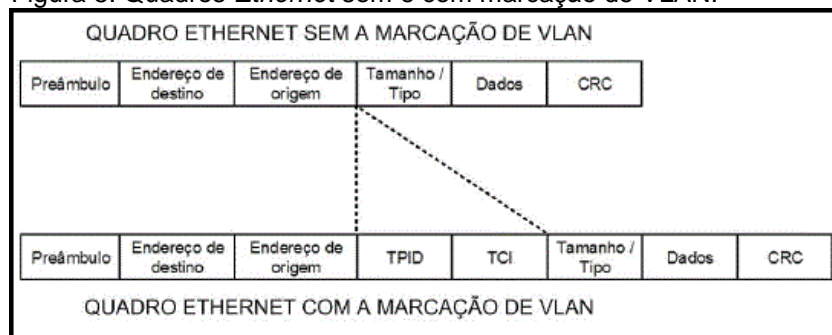 Figura 3. Quadros Ethernet sem e com marcação de VLAN.
QUADRO ETHERNET SEM A MARCAÇÃO DE VLAN
Preâmbulo
Endereço de
destino
Endereço de
origem
Tamanho /
Tipo
Dados
CRC
Preâmbulo
Endereço de
destino
Endereço de
origem
TPID
TCI
Tamanho /
Tipo
Dados
CRC
QUADRO ETHERNET COM A MARCAÇÃO DE VLAN